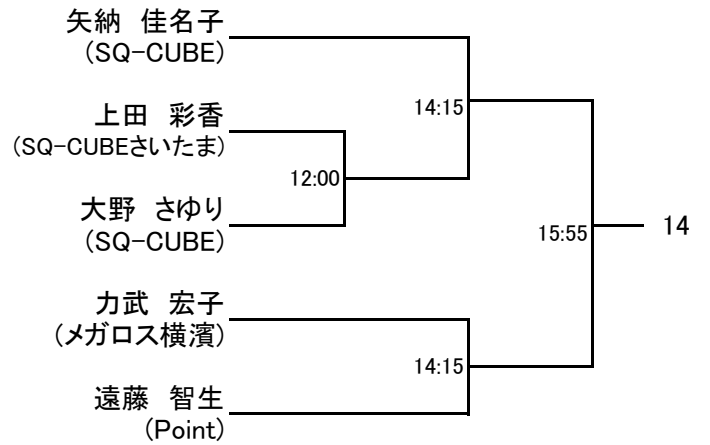 矢納　佳名子
(SQ-CUBE)
14:15
上田　彩香
(SQ-CUBEさいたま)
12:00
大野　さゆり
(SQ-CUBE)
15:55
14
力武　宏子
(メガロス横濱)
14:15
遠藤　智生
(Point)